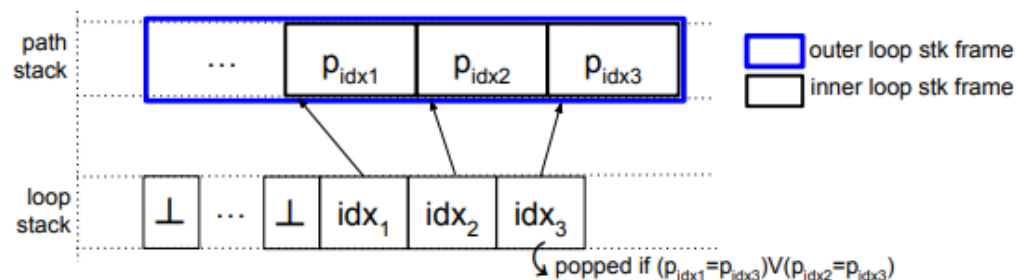 path
stack
... p_idx1 p_idx2 p_idx3
outer loop stk frame
inner loop stk frame
loop
stack
⊥ ... ⊥ idx_1 idx_2 idx_3
popped if (p_idx1=p_idx3)V(p_idx2=p_idx3)